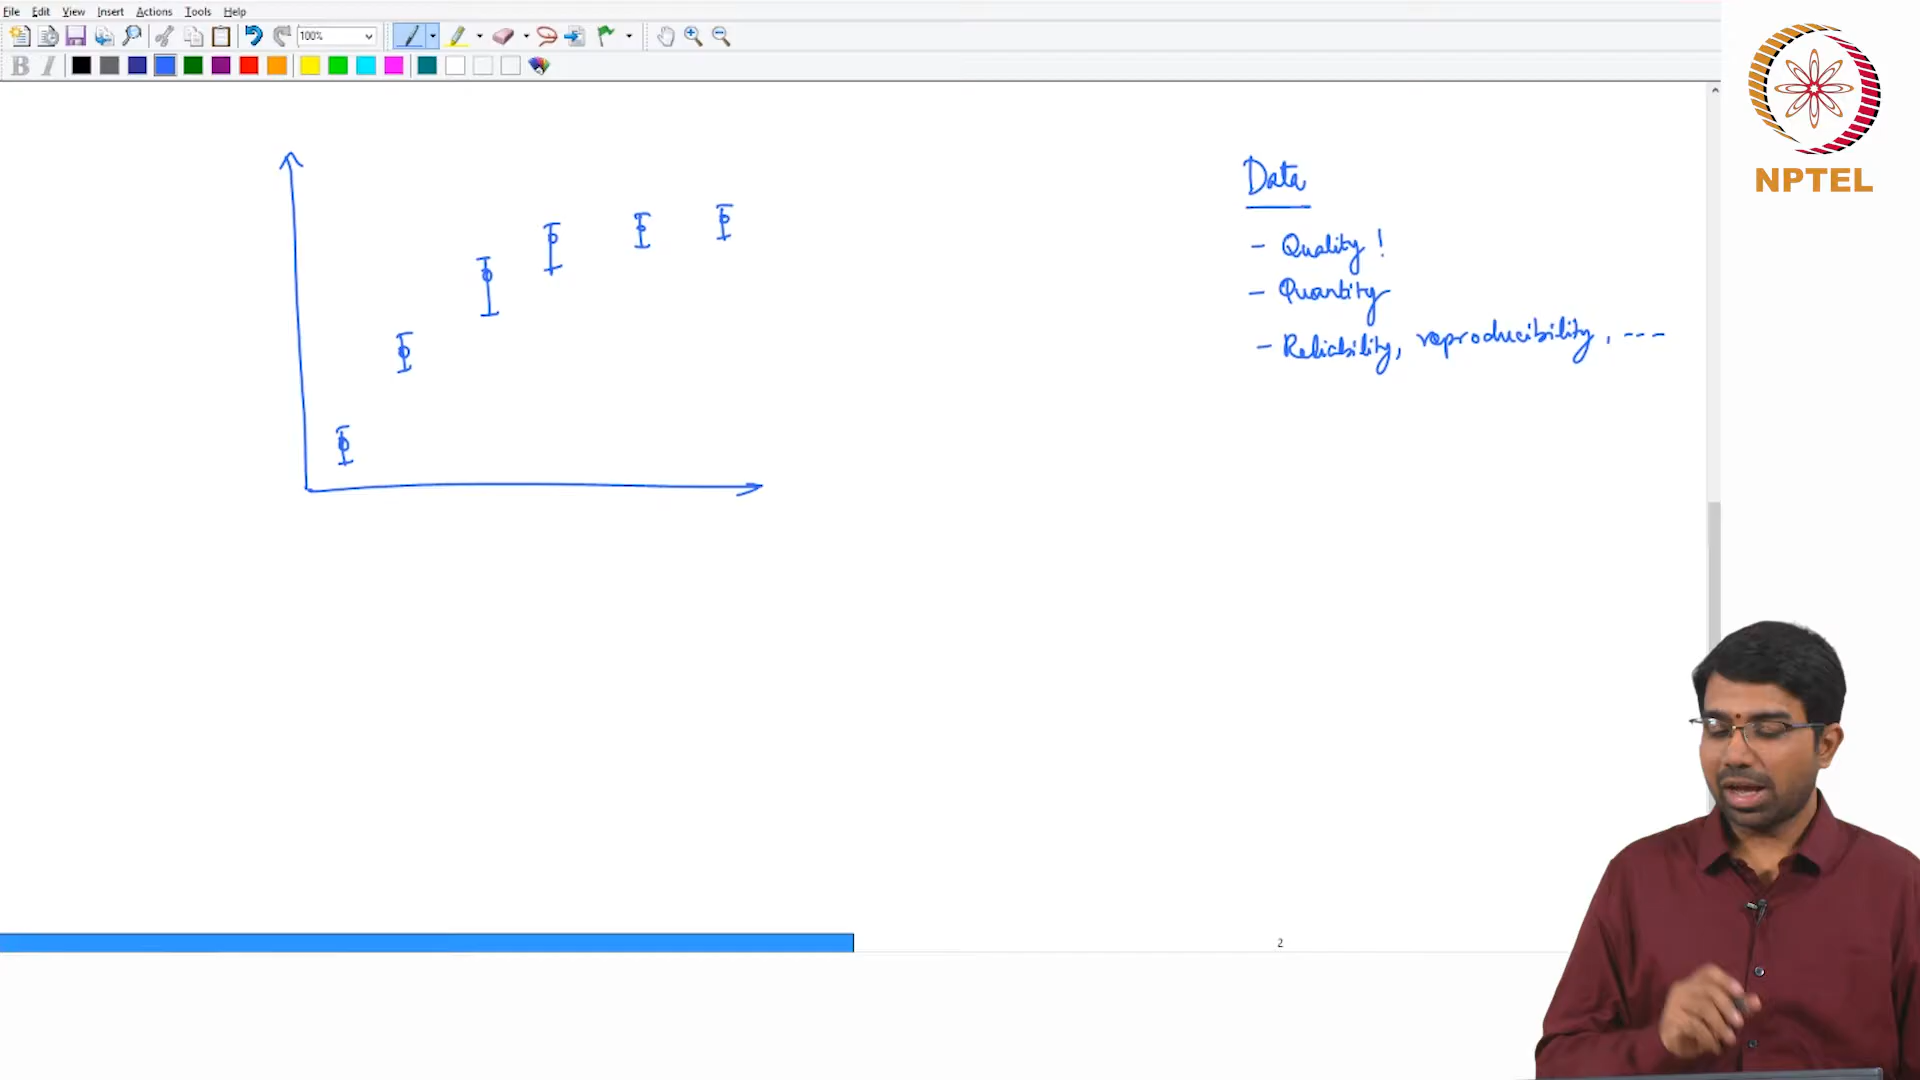 File Edit View Insert Actions Tools Help
100%
B I
NPTEL
Data
- Quality !
- Quantity
- Reliability, reproducibility, ---
2